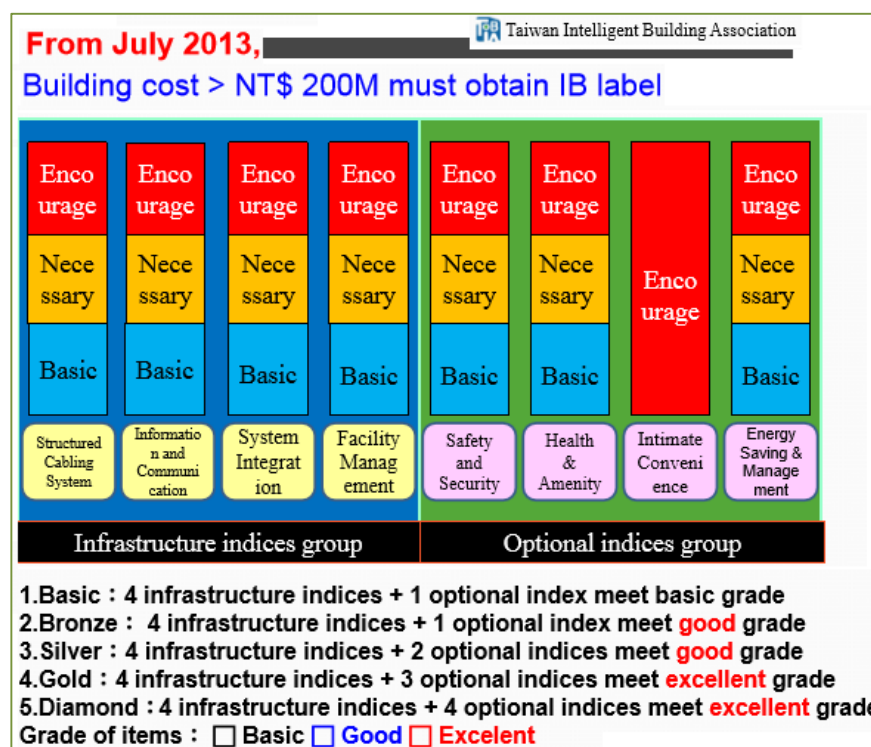 From July 2013,
Taiwan Intelligent Building Association
Building cost > NT$ 200M must obtain IB label
Enco
urage
Enco
urage
Enco
urage
Enco
urage
Enco
urage
Enco
urage
Enco
urage
Enco
urage
Nece
ssary
Nece
ssary
Nece
ssary
Nece
ssary
Nece
ssary
Nece
ssary
Nece
ssary
Basic
Basic
Basic
Basic
Basic
Basic
Basic
Structured
Cabling
System
Informatio
n and
Communi
cation
System
Integrat
ion
Facility
Manag
ement
Safety
and
Security
Health
&
Amenity
Intimate
Conveni
ence
Energy
Saving &
Manage
ment
Infrastructure indices group
Optional indices group
1.Basic：4 infrastructure indices + 1 optional index meet basic grade
2.Bronze： 4 infrastructure indices + 1 optional index meet good grade
3.Silver：4 infrastructure indices + 2 optional indices meet good grade
4.Gold：4 infrastructure indices + 3 optional indices meet excellent grade
5.Diamond：4 infrastructure indices + 4 optional indices meet excellent grade
Grade of items： □ Basic □ Good □ Excelent